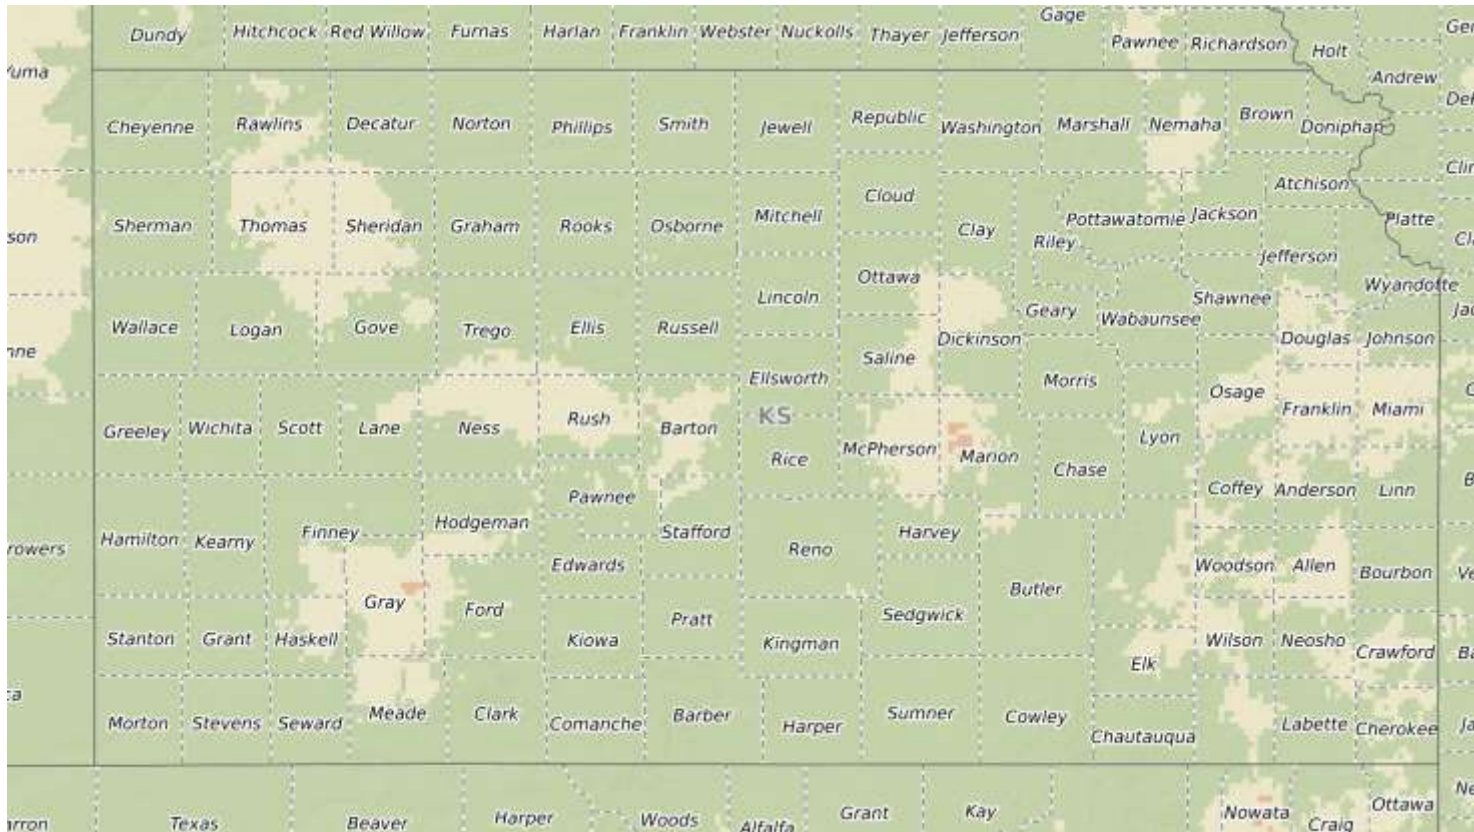 Dundy Hitchcock Red Willow Furnas Harlan Franklin Webster Nuckolls Thayer Jefferson Gage Pawnee Richardson Holt
Andrew
Cheyenne Rawlins Decatur Norton Phillips Smith Jewell Republic Washington Marshall Nemaha Brown Doniphan
Atchison
Sherman Thomas Sheridan Graham Rooks Osborne Mitchell Cloud Clay Riley Pottawatomie Jackson Platte
Jefferson
Ottawa
Wyandotte
Wallace Logan Gove Trego Ellis Russell Lincoln Geary Wabaunsee Shawnee
Dickinson Douglas Johnson
Saline
Ellsworth Morris Osage
KS
Greeley Wichita Scott Lane Ness Rush Barton McPherson Marion Lyon Franklin Miami
Rice Chase
Pawnee Coffey Anderson Linn
Hamilton Kearny Finney Hodgeman Stafford Reno Harvey
Edwards Butler Woodson Allen Bourbon
Gray Ford Pratt Sedgwick
Stanton Grant Haskell Kiowa Kingman Elk Wilson Neosho Crawford
Morton Stevens Seward Meade Clark Comanche Barber Harper Sumner Cowley Chautauqua Labette Cherokee
Texas Beaver Harper Woods Alfalfa Grant Kay Nowata Craig Ottawa